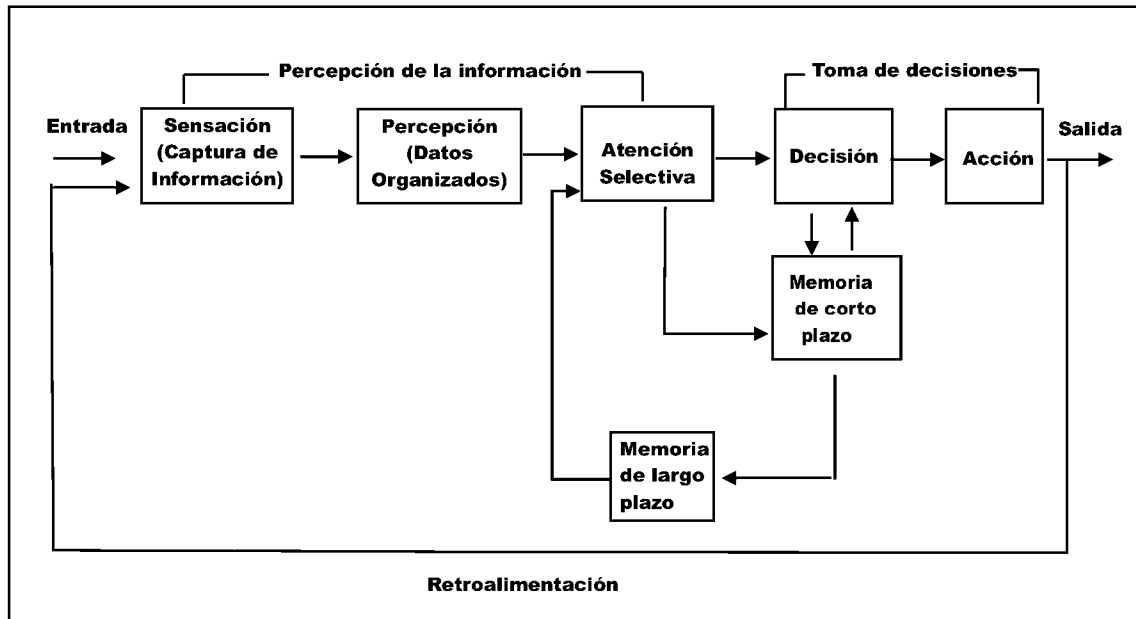 Percepción de la información
Toma de decisiones
Entrada
Sensación
(Captura de
Información)
Percepción
(Datos
Organizados)
Atención
Selectiva
Decisión
Acción
Salida
Memoria
de corto
plazo
Memoria
de largo
plazo
Retroalimentación